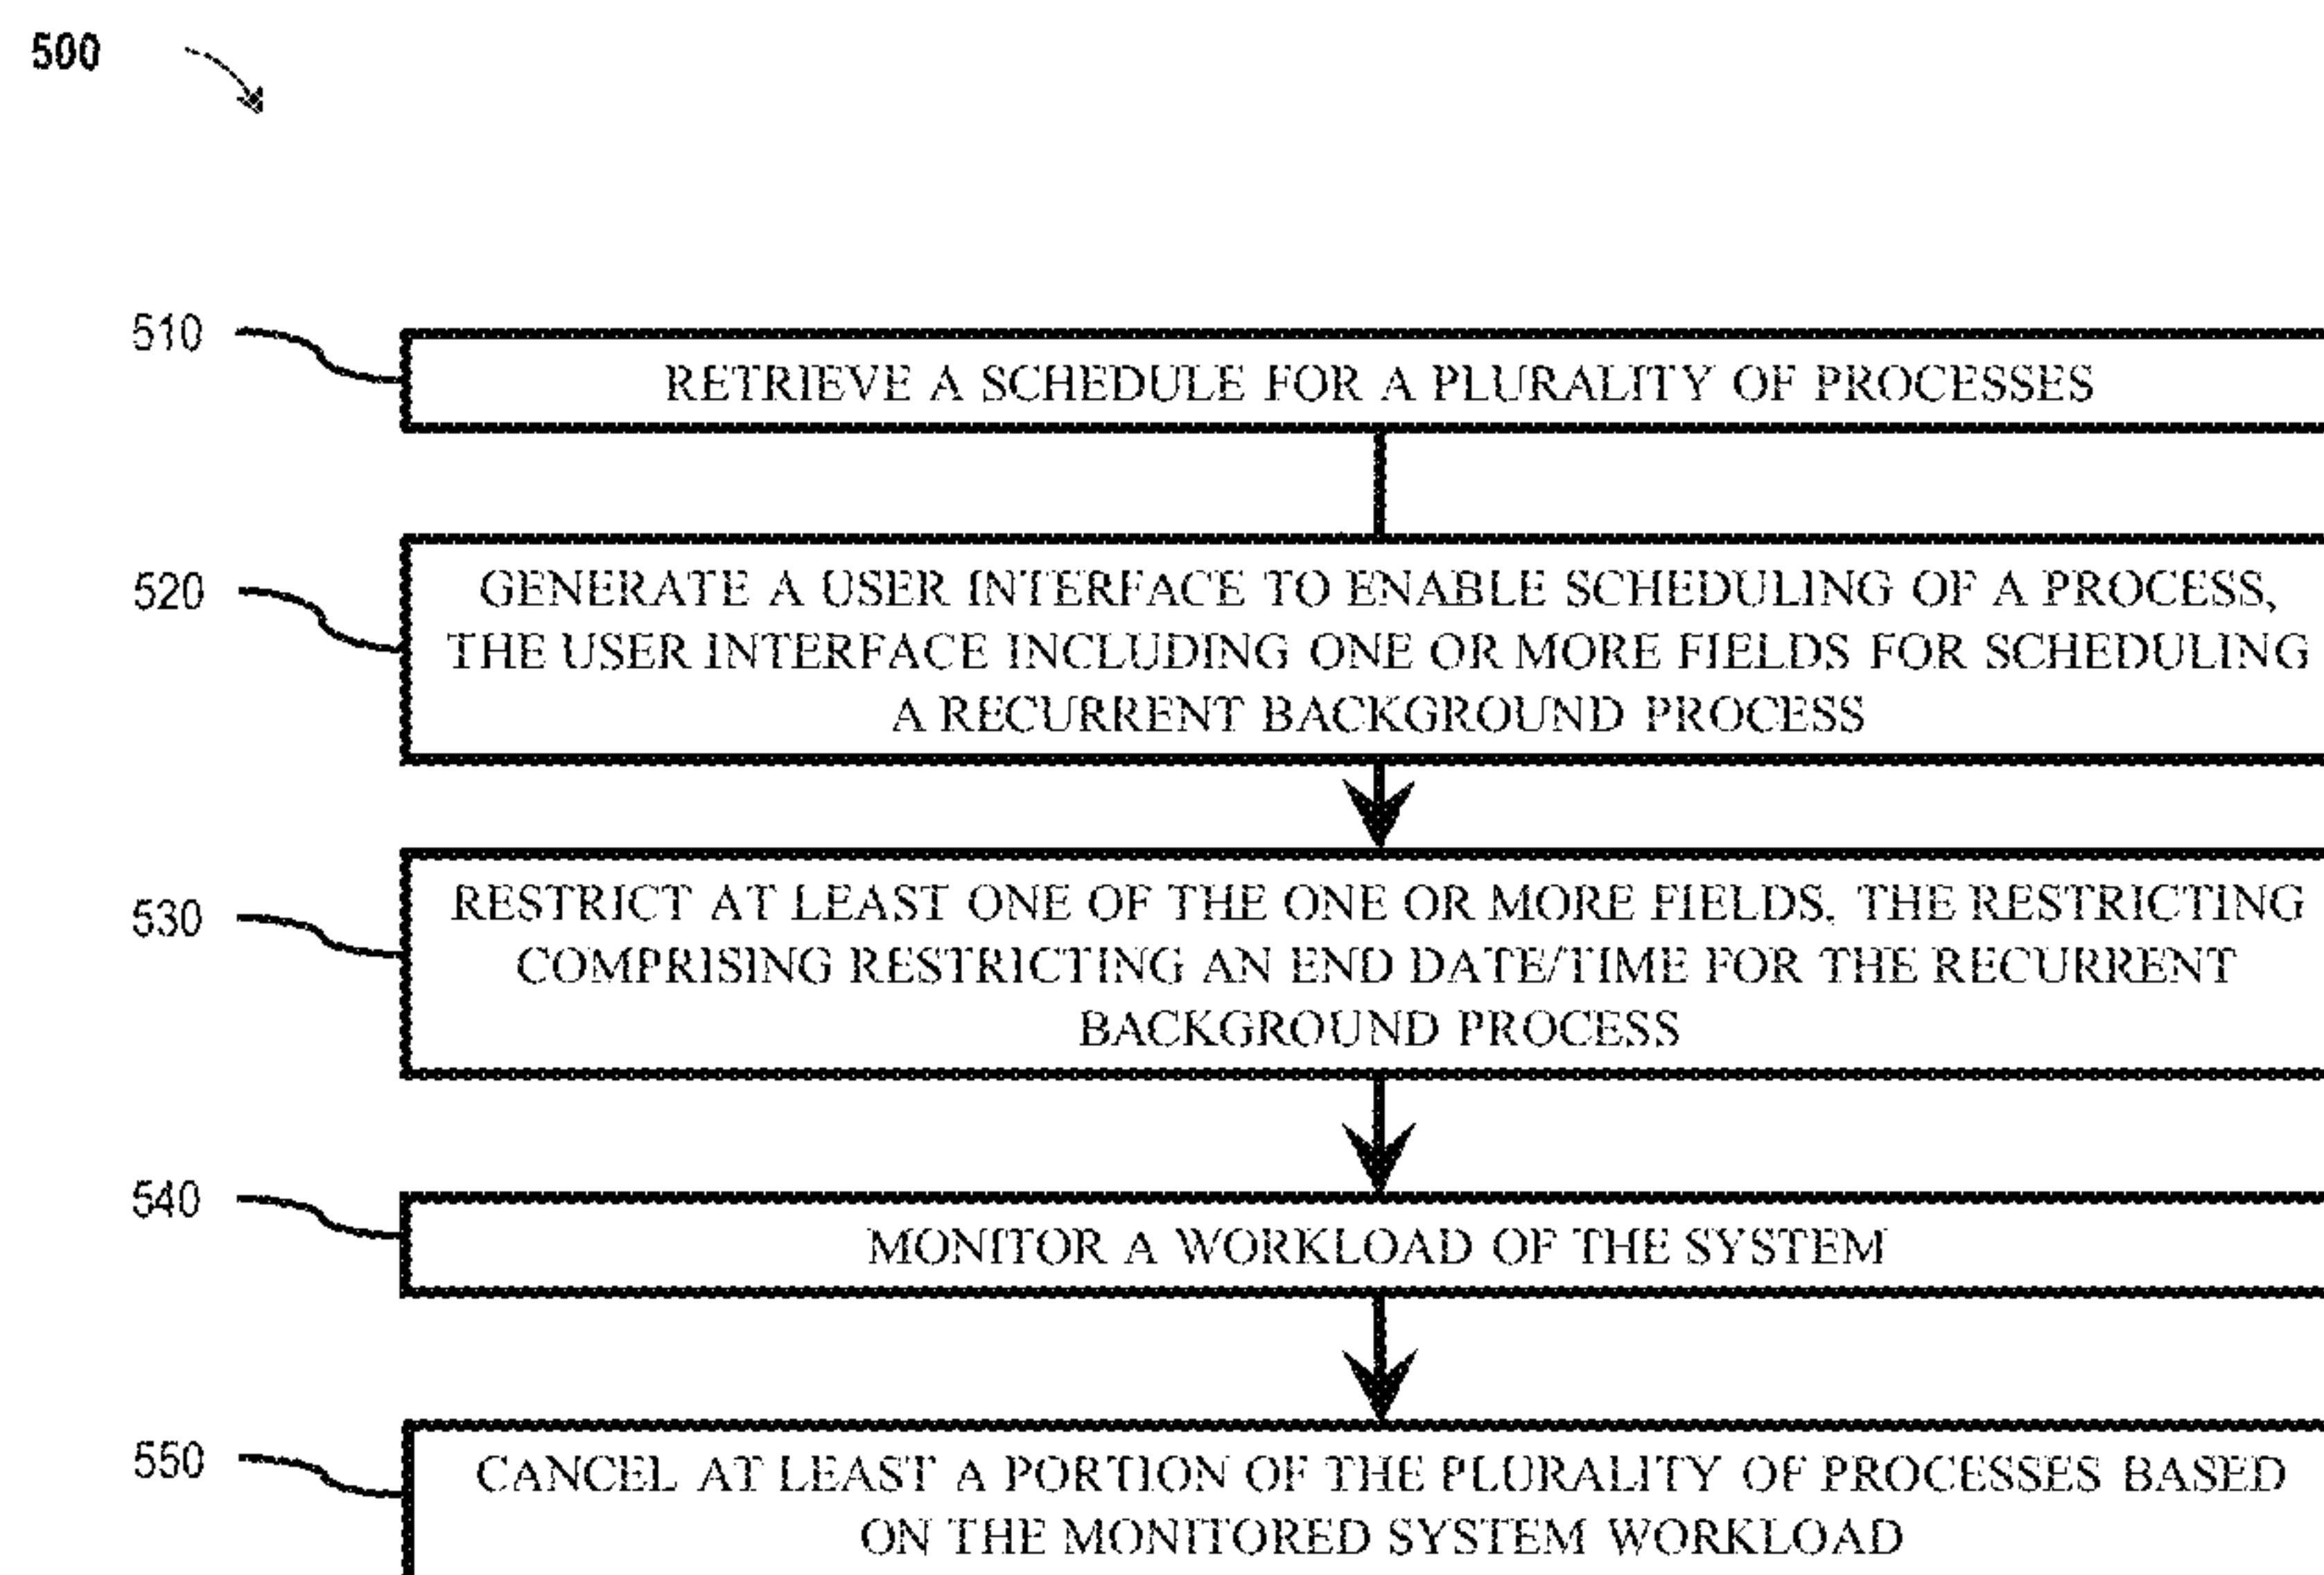 500
510
RETRIEVE A SCHEDULE FOR A PLURALITY OF PROCESSES
520
GENERATE A USER INTERFACE TO ENABLE SCHEDULING OF A PROCESS,
THE USER INTERFACE INCLUDING ONE OR MORE FIELDS FOR SCHEDULING
A RECURRENT BACKGROUND PROCESS
530
RESTRICT AT LEAST ONE OF THE ONE OR MORE FIELDS, THE RESTRICTING
COMPRISING RESTRICTING AN END DATE/TIME FOR THE RECURRENT
BACKGROUND PROCESS
540
MONITOR A WORKLOAD OF THE SYSTEM
550
CANCEL AT LEAST A PORTION OF THE PLURALITY OF PROCESSES BASED
ON THE MONITORED SYSTEM WORKLOAD